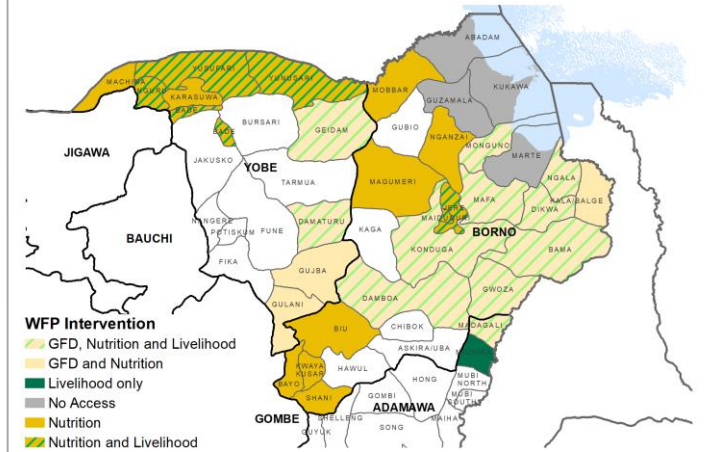 ABADAM
YUSUFARI
YUNUSARI
MACHINA
NGURU
KARASUWA
MOBBAR
KUKAWA
GUZAMALA
BADE
BURSARI
GUBIO
BADE
GEIDAM
NGANZAI
MONGUNO
JIGAWA
MARTE
JAKUSKO
YOBE
NGALA
TARMUA
MAGUMERI
JERE
MAFA
KALA/BALGE
DIKWA
MAIDUGURI
NANGERE
DAMATURU
POTISKUM
FUNE
KAGA
BORNO
BAUCHI
KONDUGA
BAMA
FIKA
GUJBA
GWOZA
GULANI
DAMBOA
WFP Intervention
MADAGALI
BIU
CHIBOK
GFD, Nutrition and Livelihood
ASKIRA/UBA
GFD and Nutrition
KWAYA
KUSAR
HAWUL
MUBI
NORTH
Livelihood only
BAYO
HONG
No Access
SHANI
MUBI
SOUTH
GOMBI
Nutrition
GOMBE
ADAMAWA
SHELLENG
MAIHA
SONG
Nutrition and Livelihood
GUYUK